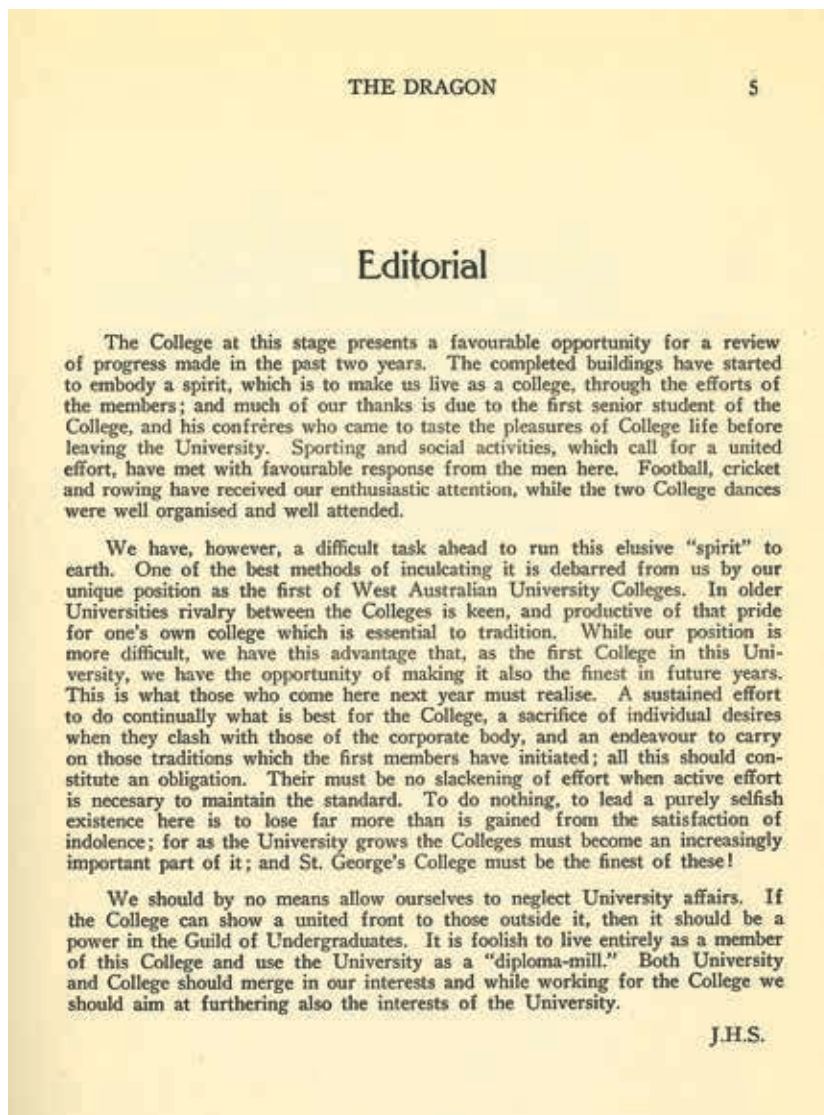 THE DRAGON 5
Editorial
The College at this stage presents a favourable opportunity for a review
of progress made in the past two years. The completed buildings have started
to embody a spirit, which is to make us live as a college, through the efforts of
the members; and much of our thanks is due to the first senior student of the
College, and his confrères who came to taste the pleasures of College life before
leaving the University. Sporting and social activities, which call for a united
effort, have met with favourable response from the men here. Football, cricket
and rowing have received our enthusiastic attention, while the two College dances
were well organised and well attended.
We have, however, a difficult task ahead to run this elusive "spirit" to
earth. One of the best methods of inculcating it is debarred from us by our
unique position as the first of West Australian University Colleges. In older
Universities rivalry between the Colleges is keen, and productive of that pride
for one's own college which is essential to tradition. While our position is
more difficult, we have this advantage that, as the first College in this Uni-
versity, we have the opportunity of making it also the finest in future years.
This is what those who come here next year must realise. A sustained effort
to do continually what is best for the College, a sacrifice of individual desires
when they clash with those of the corporate body, and an endeavour to carry
on those traditions which the first members have initiated; all this should con-
stitute an obligation. Their must be no slackening of effort when active effort
is necesary to maintain the standard. To do nothing, to lead a purely selfish
existence here is to lose far more than is gained from the satisfaction of
indolence; for as the University grows the Colleges must become an increasingly
important part of it; and St. George's College must be the finest of these!
We should by no means allow ourselves to neglect University affairs. If
the College can show a united front to those outside it, then it should be a
power in the Guild of Undergraduates. It is foolish to live entirely as a member
of this College and use the University as a "diploma-mill." Both University
and College should merge in our interests and while working for the College we
should aim at furthering also the interests of the University.
J.H.S.